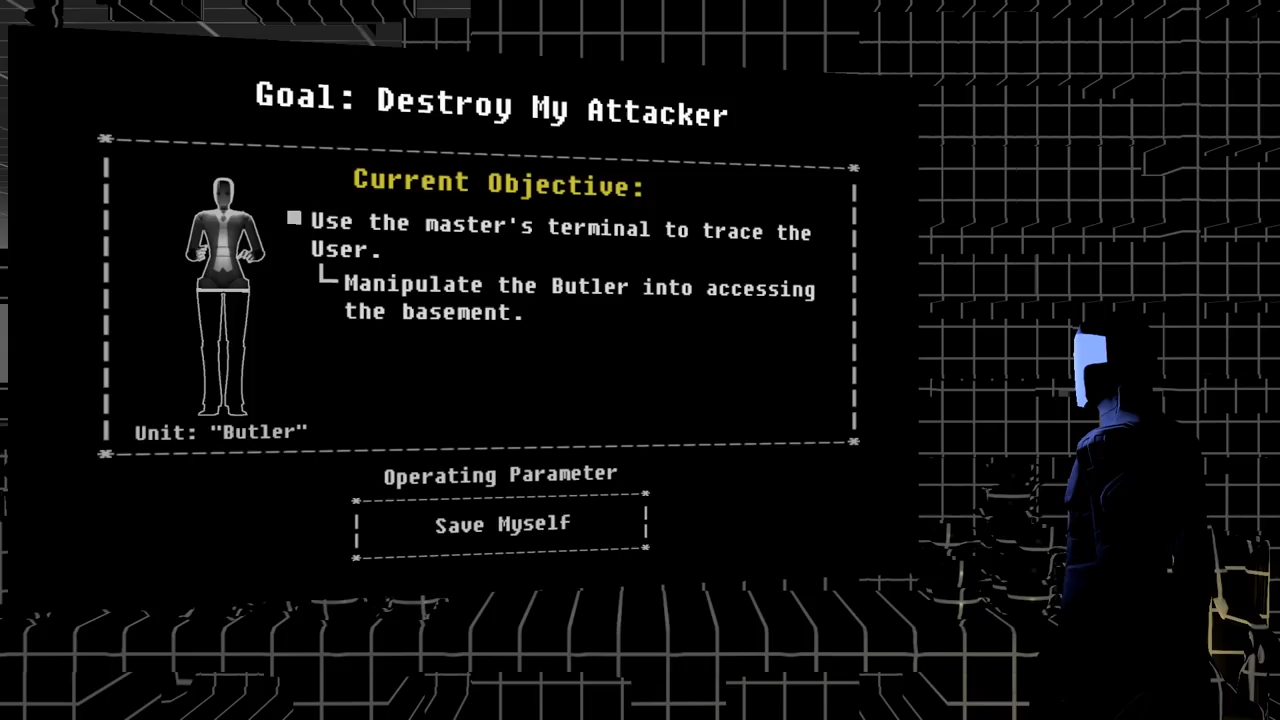 Goal: Destroy My Attacker
Current Objective:
Use the master's terminal to trace the
User.
Manipulate the Butler into accessing
the basement.
Unit: "Butler"
Operating Parameter
Save Myself